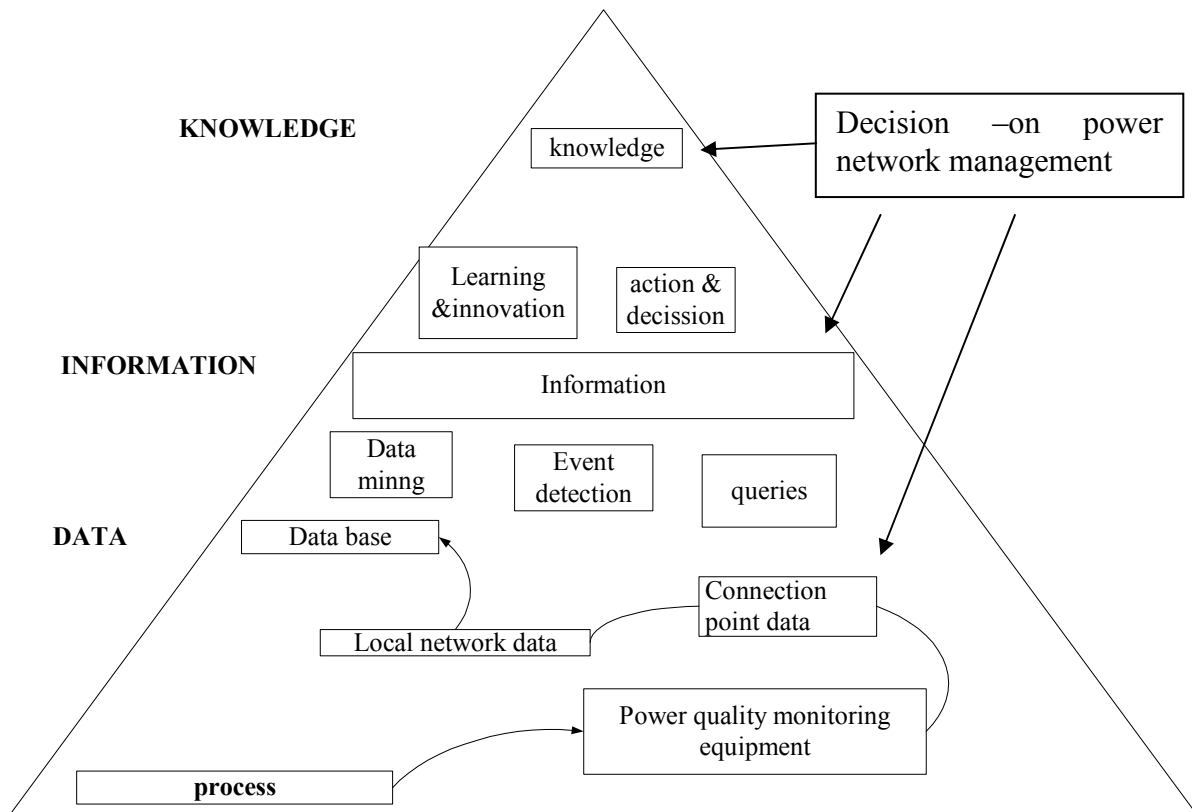 KNOWLEDGE
knowledge
Decision –on power
network management
Learning
&innovation
action &
decission
INFORMATION
Information
Data
minng
Event
detection
queries
DATA
Data base
Connection
point data
Local network data
Power quality monitoring
equipment
process